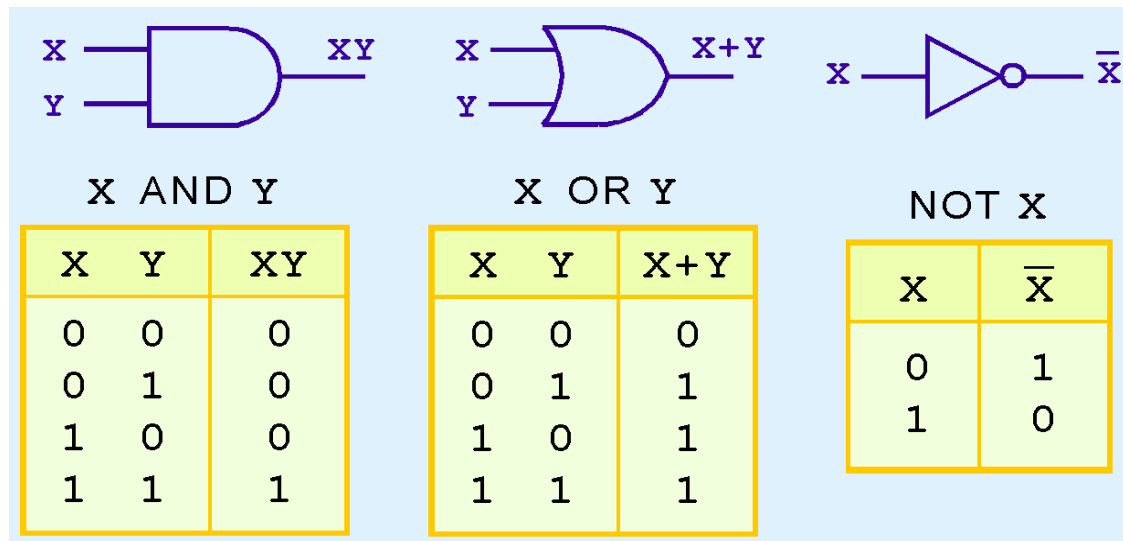 X
Y
XY
X AND Y
X Y XY
0 0 0
0 1 0
1 0 0
1 1 1
X
Y
X+Y
X OR Y
X Y X+Y
0 0 0
0 1 1
1 0 1
1 1 1
X
X̅
NOT X
X X̅
0 1
1 0